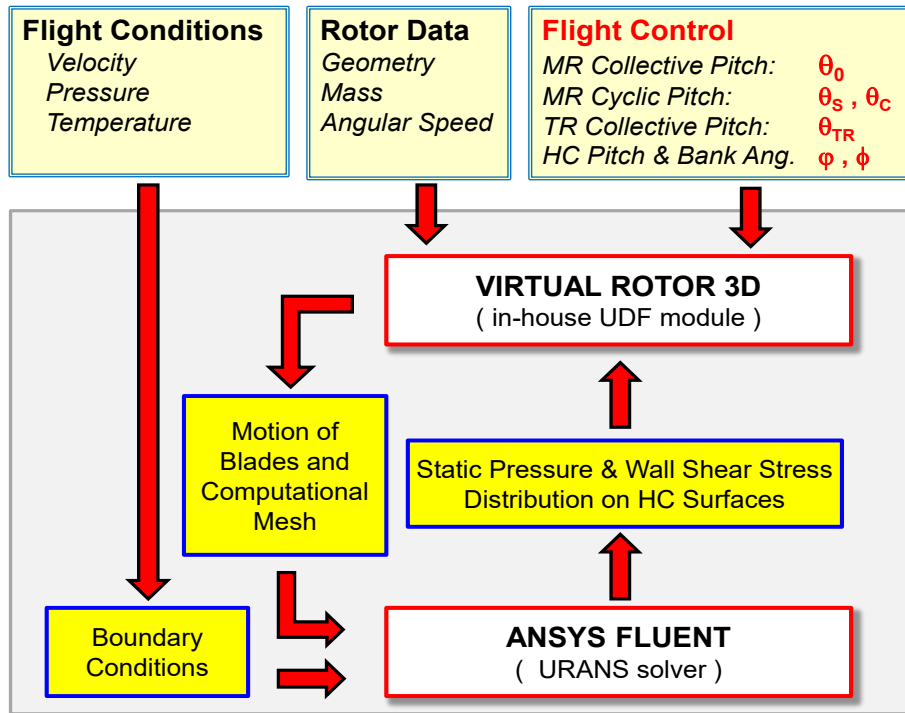 Flight Conditions
Velocity
Pressure
Temperature
Rotor Data
Geometry
Mass
Angular Speed
Flight Control
MR Collective Pitch: θ0
MR Cyclic Pitch: θS , θC
TR Collective Pitch: θTR
HC Pitch & Bank Ang. φ , ϕ
VIRTUAL ROTOR 3D
( in-house UDF module )
Motion of
Blades and
Computational
Mesh
Static Pressure & Wall Shear Stress
Distribution on HC Surfaces
Boundary
Conditions
ANSYS FLUENT
( URANS solver )